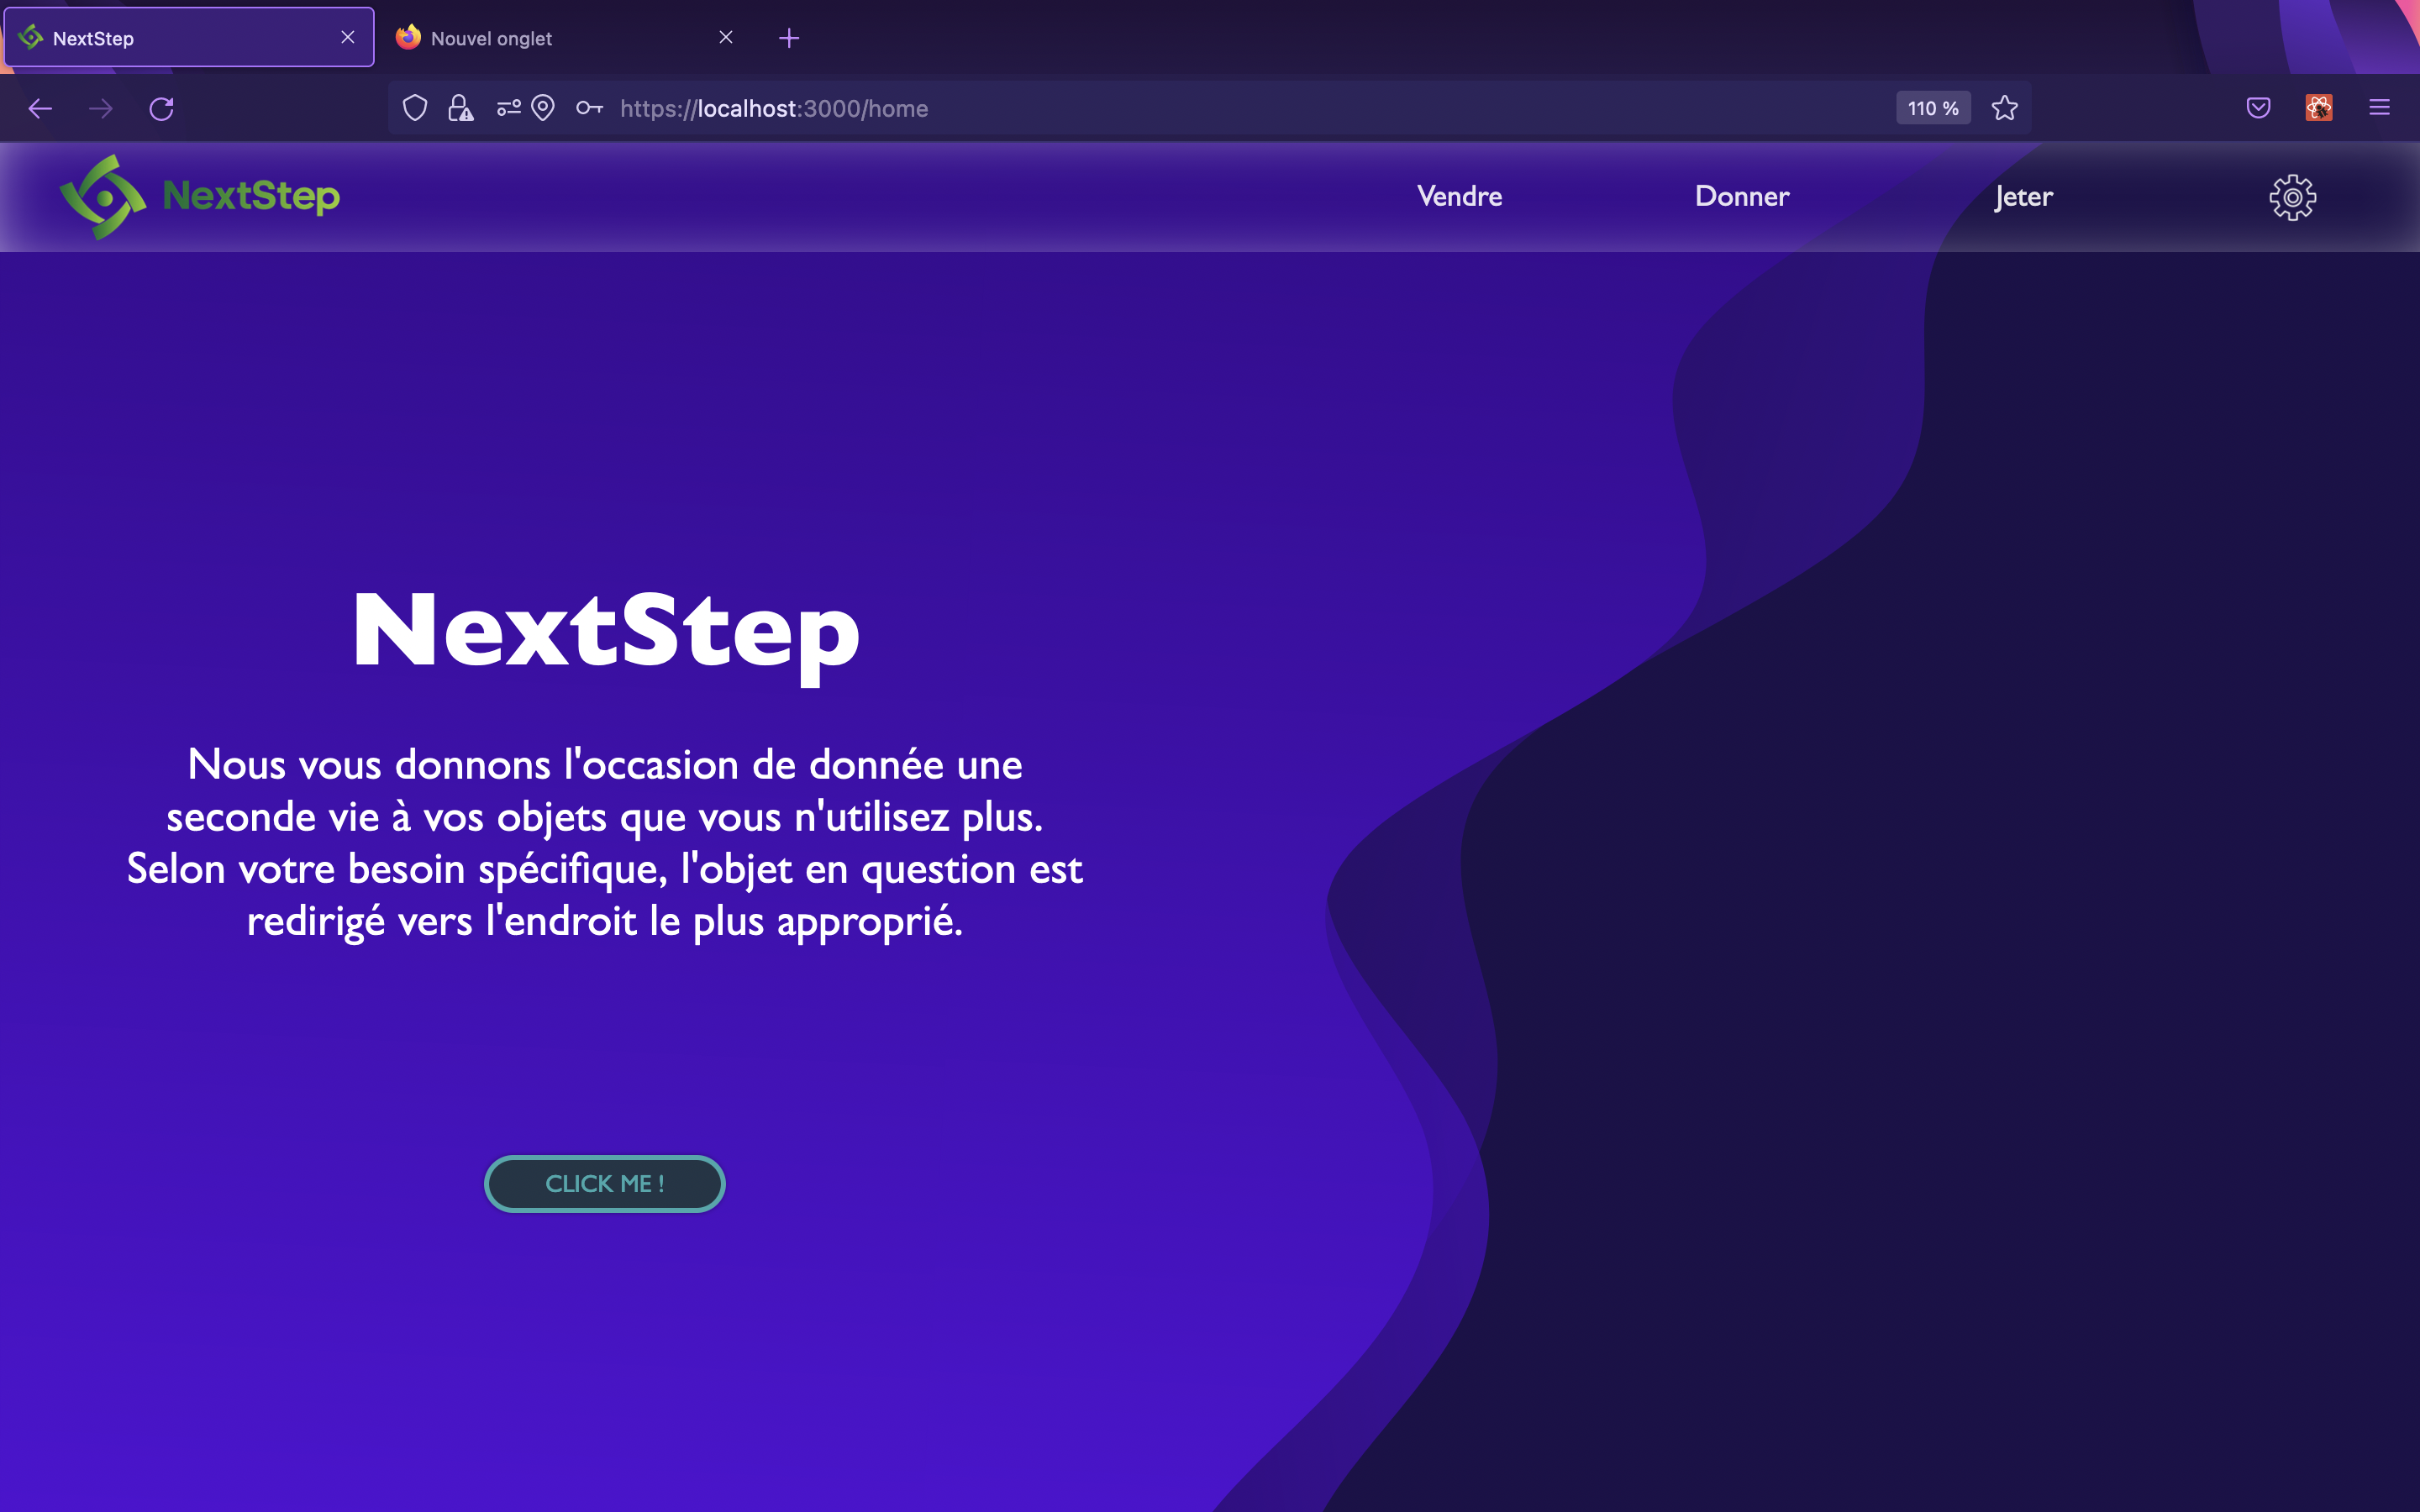 NextStep
Nouvel onglet
https://localhost:3000/home
110 %
NextStep
Vendre
Donner
Jeter
NextStep
Nous vous donnons l'occasion de donnée une
seconde vie à vos objets que vous n'utilisez plus.
Selon votre besoin spécifique, l'objet en question est
redirigé vers l'endroit le plus approprié.
CLICK ME !